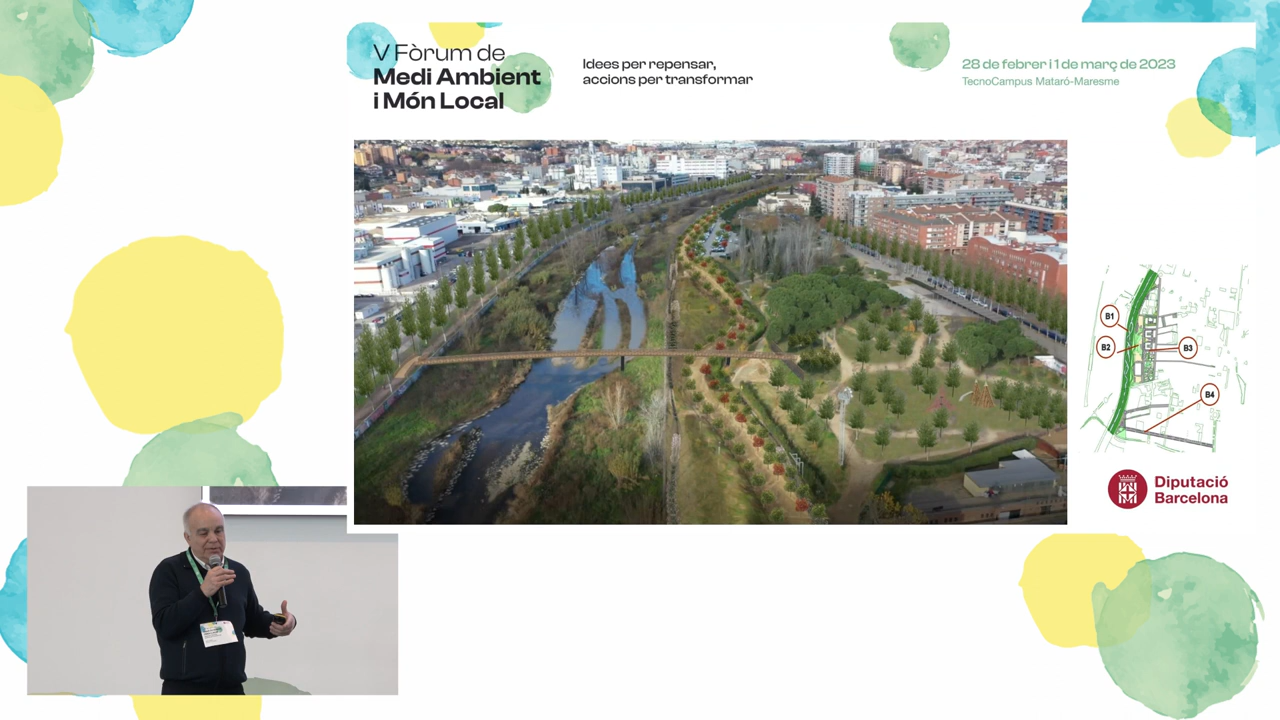 V Fòrum de
Medi Ambient
i Món Local
Idees per repensar,
accions per transformar
28 de febrer i 1 de març de 2023
TecnoCampus Mataró-Maresme
B1
B2
B3
B4
Diputació
Barcelona